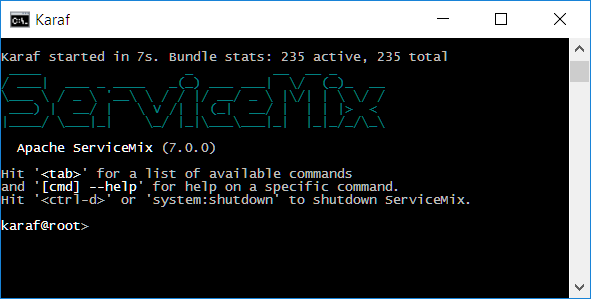 Karaf
Karaf started in 7s. Bundle stats: 235 active, 235 total
ServiceMix
Apache ServiceMix (7.0.0)
Hit '<tab>' for a list of available commands
and '[cmd] --help' for help on a specific command.
Hit '<ctrl-d>' or 'system:shutdown' to shutdown ServiceMix.
karaf@root>